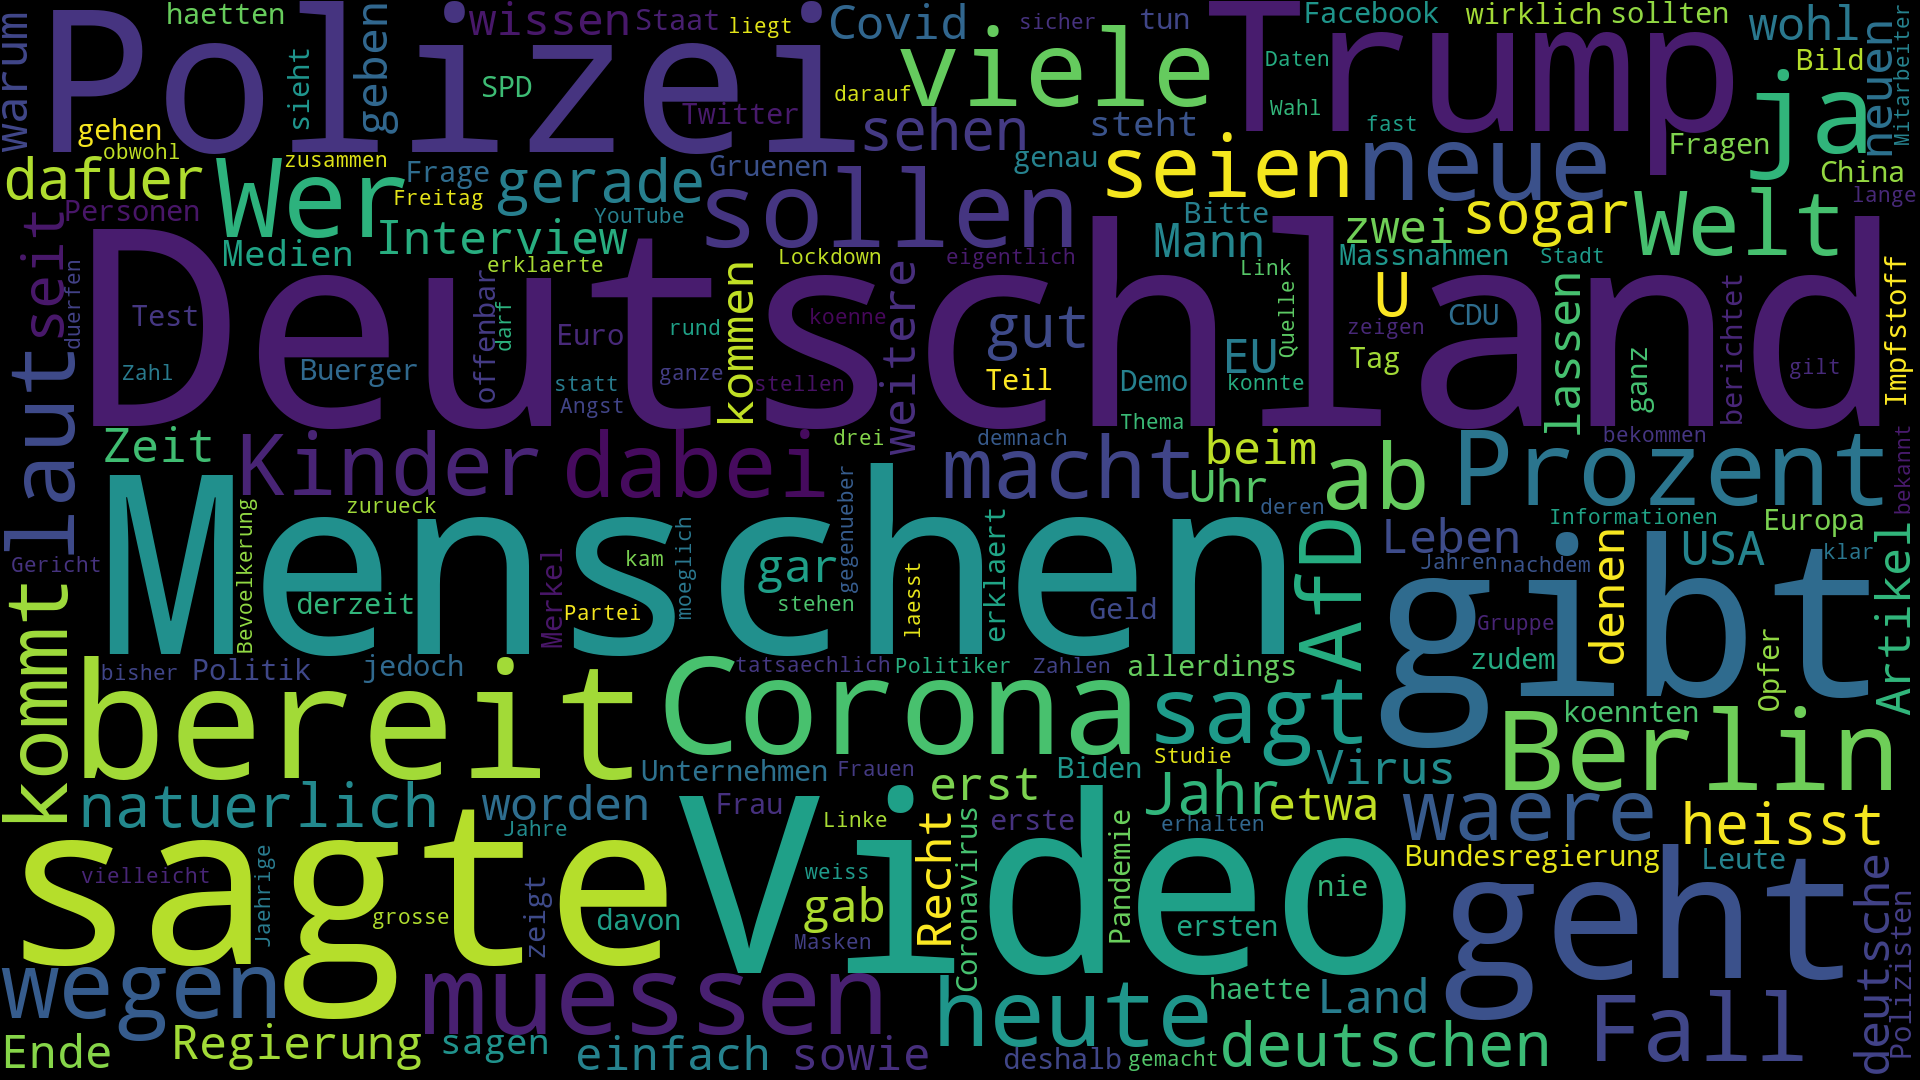 haetten
wissen
Staat
liegt
Covid
sicher
tun
Facebook
wirklich
sollten
wohl
warum
Polizei
sieht
geben
SPD
Twitter
darauf
viele
Trump
Daten
Wahl
fast
Bild
neuen
Mitarbeiter
ja
gehen
obwohl
zusammen
sehen
steht
Fragen
dafuer
Wer
Frage
Freitag
gerade
Gruenen
genau
seien
neue
China
lange
Personen
YouTube
sollen
Bitte
zwei
sogar
Welt
Medien
Interview
erklaerte
Lockdown
eigentlich
Mann
Link
Massnahmen
Stadt
seit
duerfen
Deutschland
Test
offenbar
darf
Euro
rund
kommen
koenne
weitere
gut
Quelle
U
zeigen
CDU
lassen
berichtet
Impfstoff
laut
Zahl
Buerger
statt
Angst
ganze
stellen
Teil
Demo
EU
konnte
Tag
ganz
gilt
Thema
Zeit
Kinder
dabei
drei
demnach
macht
beim
Uhr
deren
ab
Prozent
bekommen
bekannt
Menschen
zurueck
Bevoelkerung
gegenueber
Informationen
Europa
Gericht
derzeit
Merkel
kam
Partei
moeglich
gar
stehen
laesst
erklaert
Geld
AfD
Leben
Jahren
nachdem
gibt
denen
USA
klar
Artikel
kommt
Gruppe
zudem
Opfer
bisher
Politik
jedoch
tatsaechlich
Politiker
Zahlen
allerdings
bereit
Corona
sagt
koennten
Berlin
Studie
Unternehmen
Frauen
erst
Biden
Virus
natuerlich
worden
Jahre
Frau
Linke
erste
Jahr
etwa
erhalten
waere
heisst
sagte
Video
vielleicht
Jaehrige
grosse
zeigt
davon
weiss
gab
Masken
Recht
Coronavirus
Pandemie
ersten
nie
Bundesregierung
Leute
geht
deutsche
Polizisten
wegen
muessen
heute
haette
Land
Fall
Ende
Regierung
sagen
einfach
sowie
deshalb
gemacht
deutschen